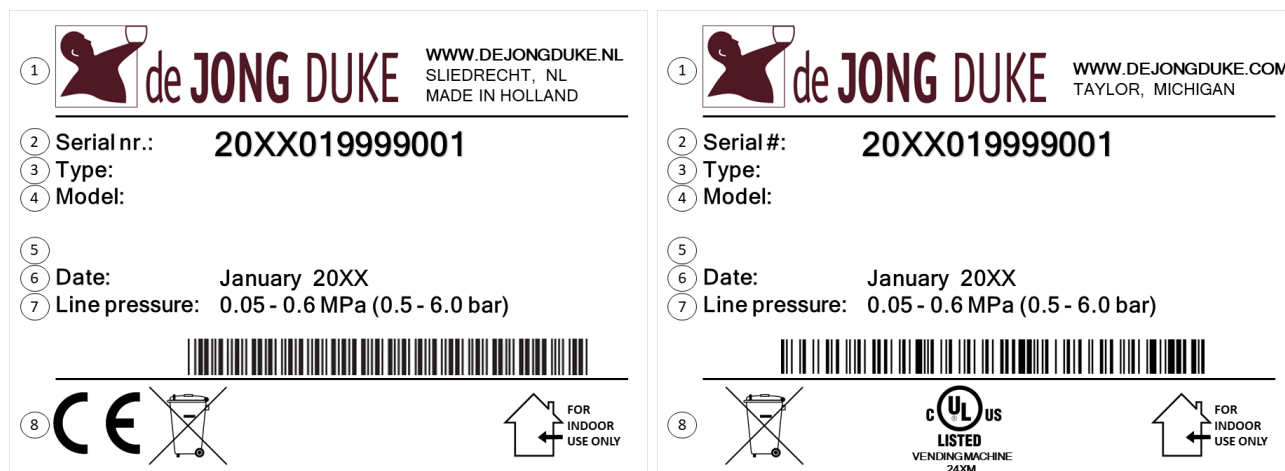 1
de JONG DUKE
WWW.DEJONGDUKE.NL
SLIEDRECHT, NL
MADE IN HOLLAND
2 Serial nr.: 20XX019999001
3 Type:
4 Model:
5
6 Date: January 20XX
7 Line pressure: 0.05 - 0.6 MPa (0.5 - 6.0 bar)
8
CE
FOR
INDOOR
USE ONLY
1
de JONG DUKE
WWW.DEJONGDUKE.COM
TAYLOR, MICHIGAN
2 Serial #: 20XX019999001
3 Type:
4 Model:
5
6 Date: January 20XX
7 Line pressure: 0.05 - 0.6 MPa (0.5 - 6.0 bar)
8
C UL ® US
LISTED
VENDING MACHINE
24XM
FOR
INDOOR
USE ONLY